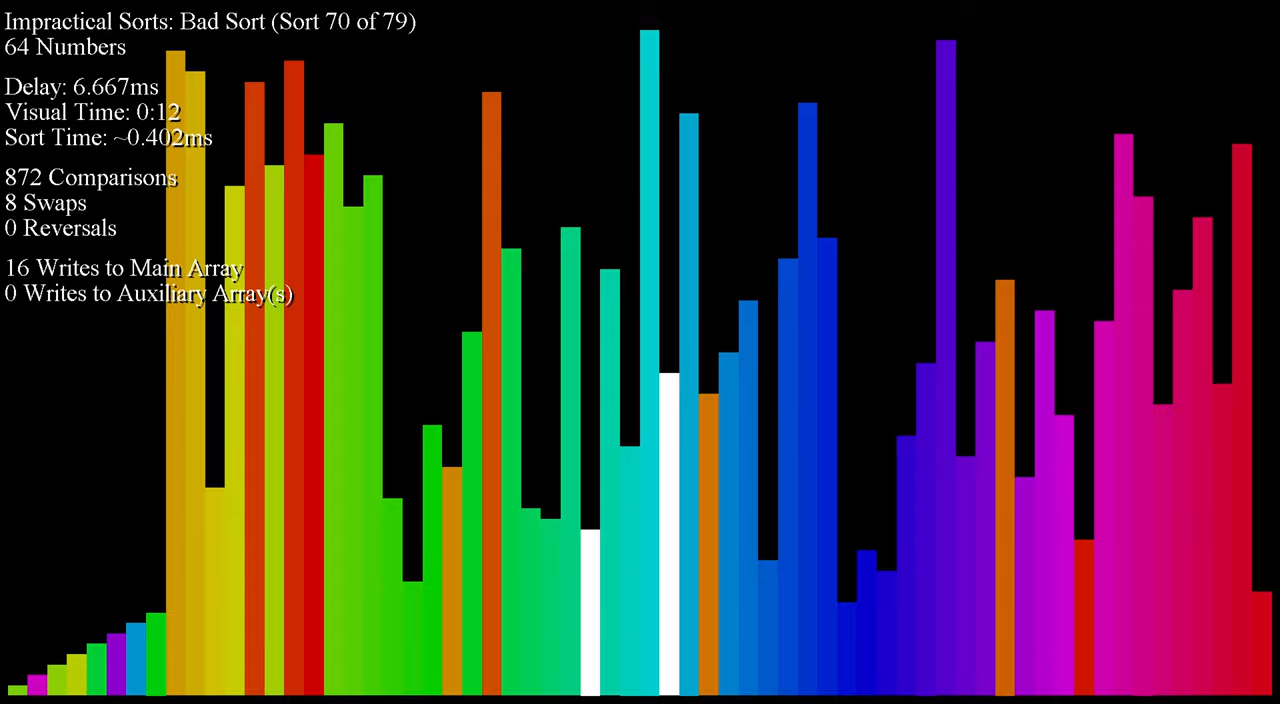 Impractical Sorts: Bad Sort (Sort 70 of 79)
64 Numbers
Delay: 6.667ms
Visual Time: 0:12
Sort Time: ~0.402ms
872 Comparisons
8 Swaps
0 Reversals
16 Writes to Main Array
0 Writes to Auxiliary Array(s)